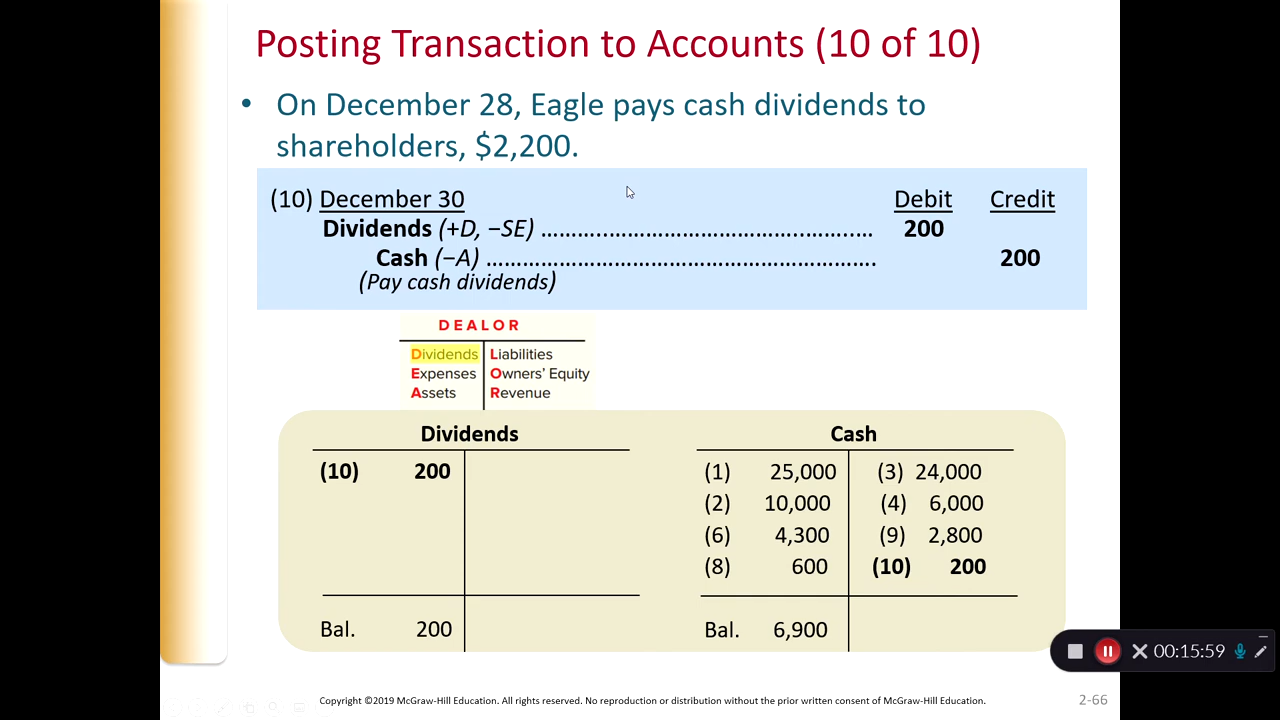 Posting Transaction to Accounts (10 of 10)
• On December 28, Eagle pays cash dividends to
shareholders, $2,200.
(10) December 30 Debit Credit
Dividends (+D, −SE) ………..……………………………..……..…. 200
Cash (−A) ………………………………………………………. 200
(Pay cash dividends)
D E A L O R
Dividends Liabilities
Expenses Owners' Equity
Assets Revenue
Dividends Cash
(10) 200 (1) 25,000 (3) 24,000
(2) 10,000 (4) 6,000
(6) 4,300 (9) 2,800
(8) 600 (10) 200
Bal. 200 Bal. 6,900
00:15:59
Copyright ©2019 McGraw-Hill Education. All rights reserved. No reproduction or distribution without the prior written consent of McGraw-Hill Education.
2-66